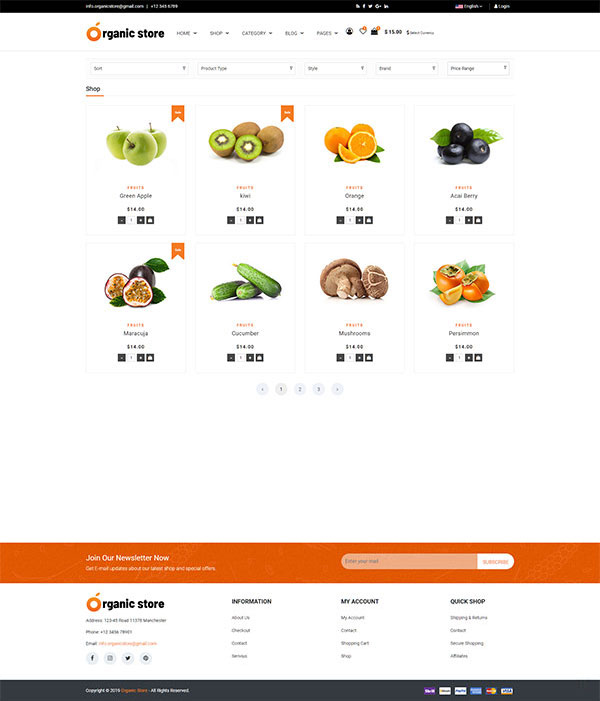 info.organicstore@gmail.com | +12 345 6789
English Login
Organic store HOME SHOP CATEGORY BLOG PAGES $ 15.00 $ Select Currency
Sort Product Type Style Brand Price Range
Shop
Sale Sale
FRUITS FRUITS FRUITS FRUITS
Green Apple kiwi Orange Acai Berry
$14.00 $14.00 $14.00 $14.00
- 1 + - 1 + - 1 + - 1 +
Sale
FRUITS FRUITS FRUITS FRUITS
Maracuja Cucumber Mushrooms Persimmon
$14.00 $14.00 $14.00 $14.00
- 1 + - 1 + - 1 + - 1 +
« 1 2 3 »
Join Our Newsletter Now
Get E-mail updates about our latest shop and special offers.
Enter your mail SUBSCRIBE
Organic store INFORMATION MY ACCOUNT QUICK SHOP
Address: 123-45 Road 11378 Manchester
Phone: +12 3456 78901
Email: info.organicstore@gmail.com
About Us My Account Shipping & Returns
Checkout Contact Contact
Contact Shopping Cart Secure Shopping
Services Shop Affiliates
Copyright © 2019 Organic Store - All Rights Reserved.
Skrill PayPal VISA